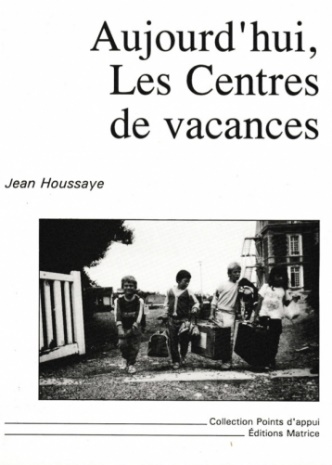 Aujourd'hui,
Les Centres
de vacances
Jean Houssaye
Collection Points d'appui
Éditions Matrice